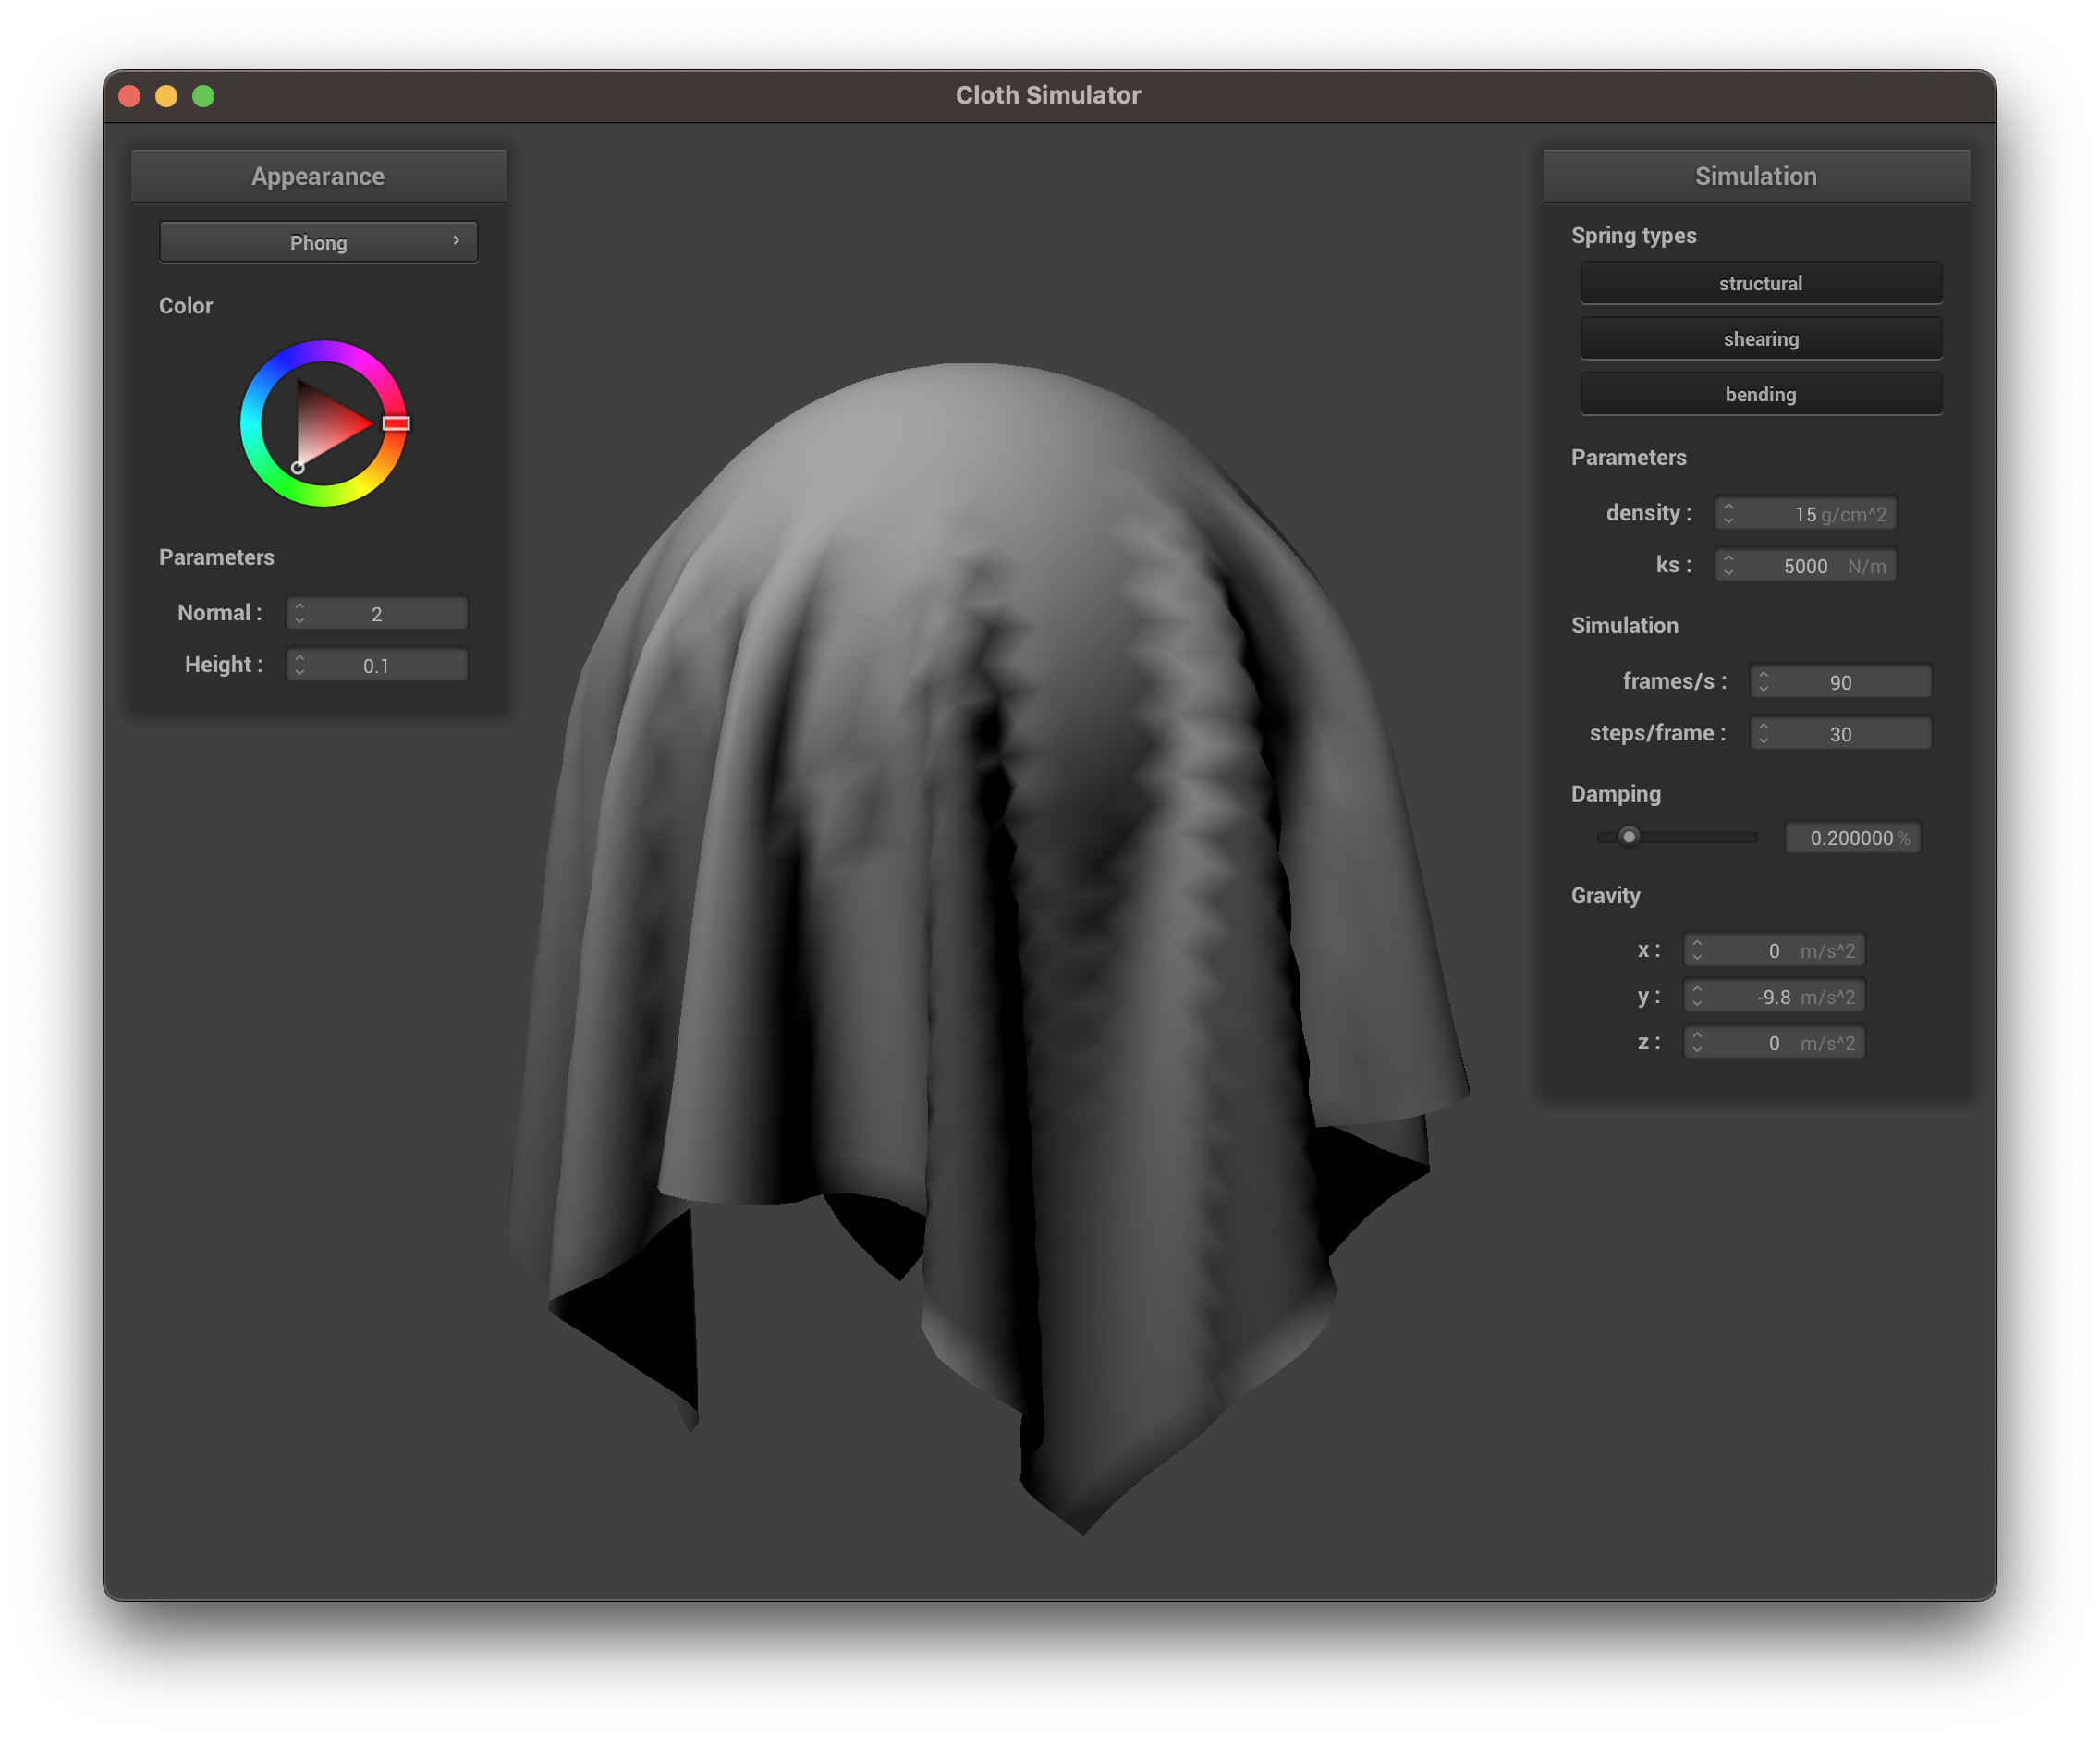 Cloth Simulator
Appearance
Phong
Color
Parameters
Normal : 2
Height : 0.1
Simulation
Spring types
structural
shearing
bending
Parameters
density : 15 g/cm^2
ks : 5000 N/m
Simulation
frames/s : 90
steps/frame : 30
Damping
0.200000 %
Gravity
x : 0 m/s^2
y : -9.8 m/s^2
z : 0 m/s^2